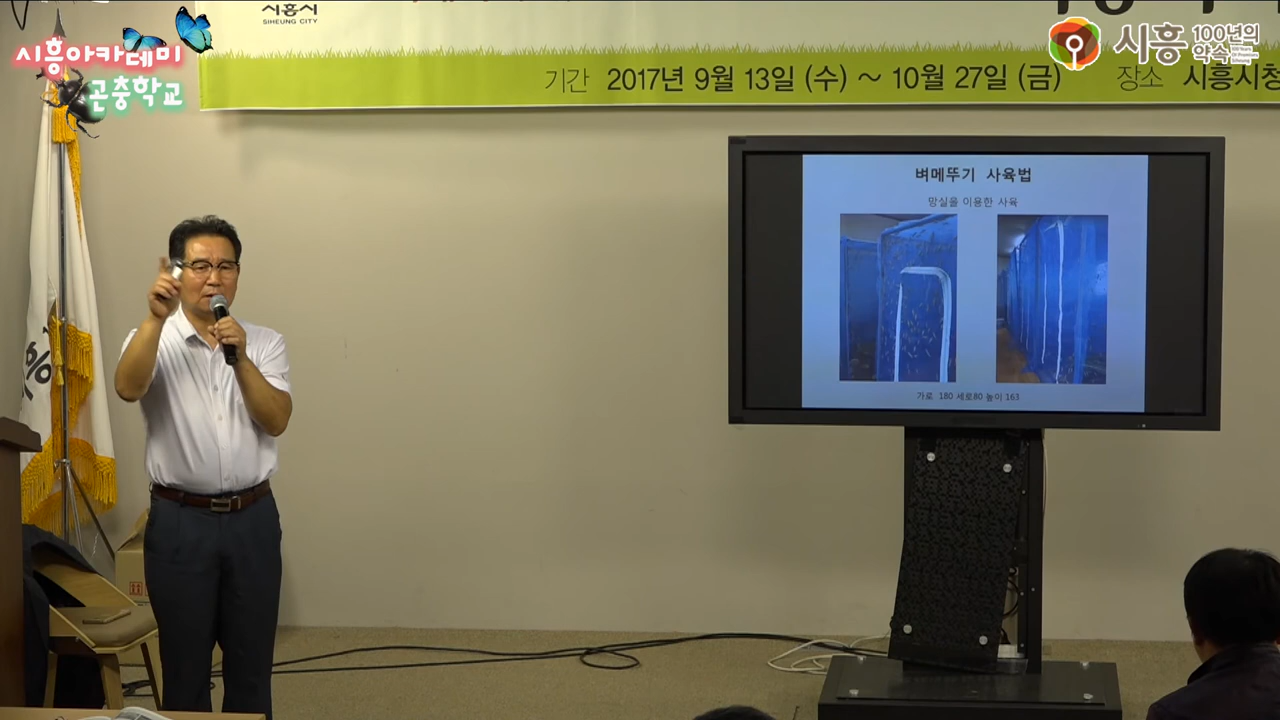 시흥시
SIHEUNG CITY
시흥아카데미
곤충학교
시흥 100년의
약속
기간 2017년 9월 13일 (수) ~ 10월 27일 (금) 장소 시흥시청
벼메뚜기 사육법
망실을 이용한 사육
가로 180 세로80 높이 163